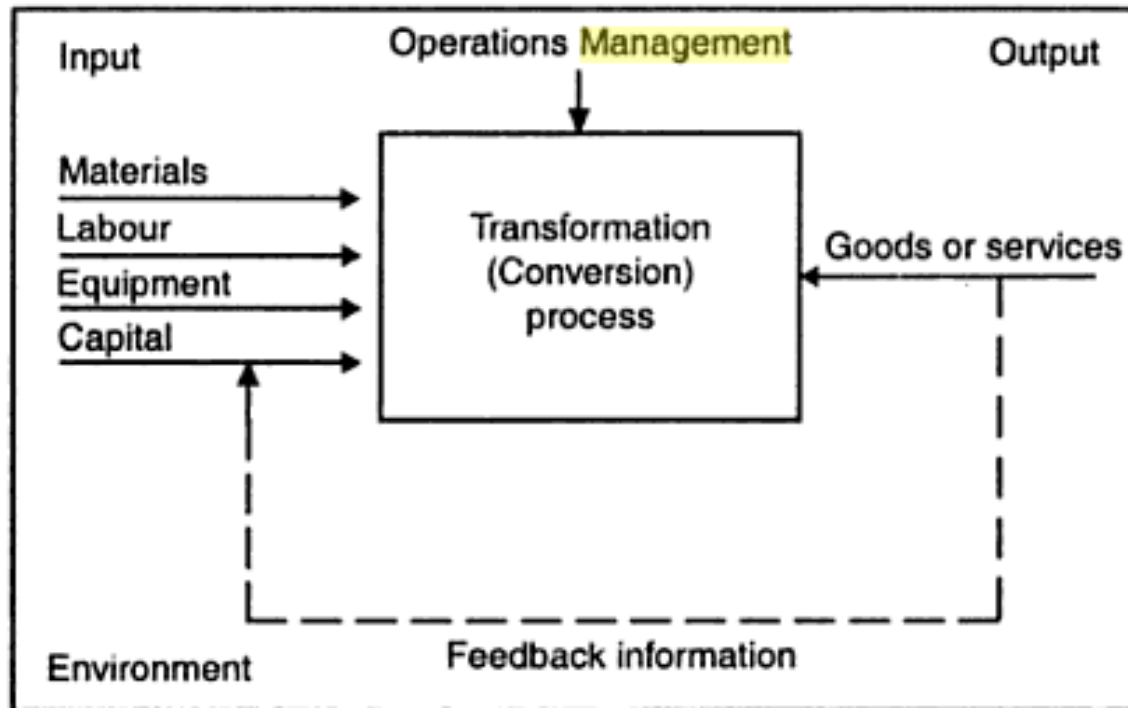 Input
Operations Management
Output
Materials
Labour
Equipment
Capital
Transformation
(Conversion)
process
Goods or services
Feedback information
Environment